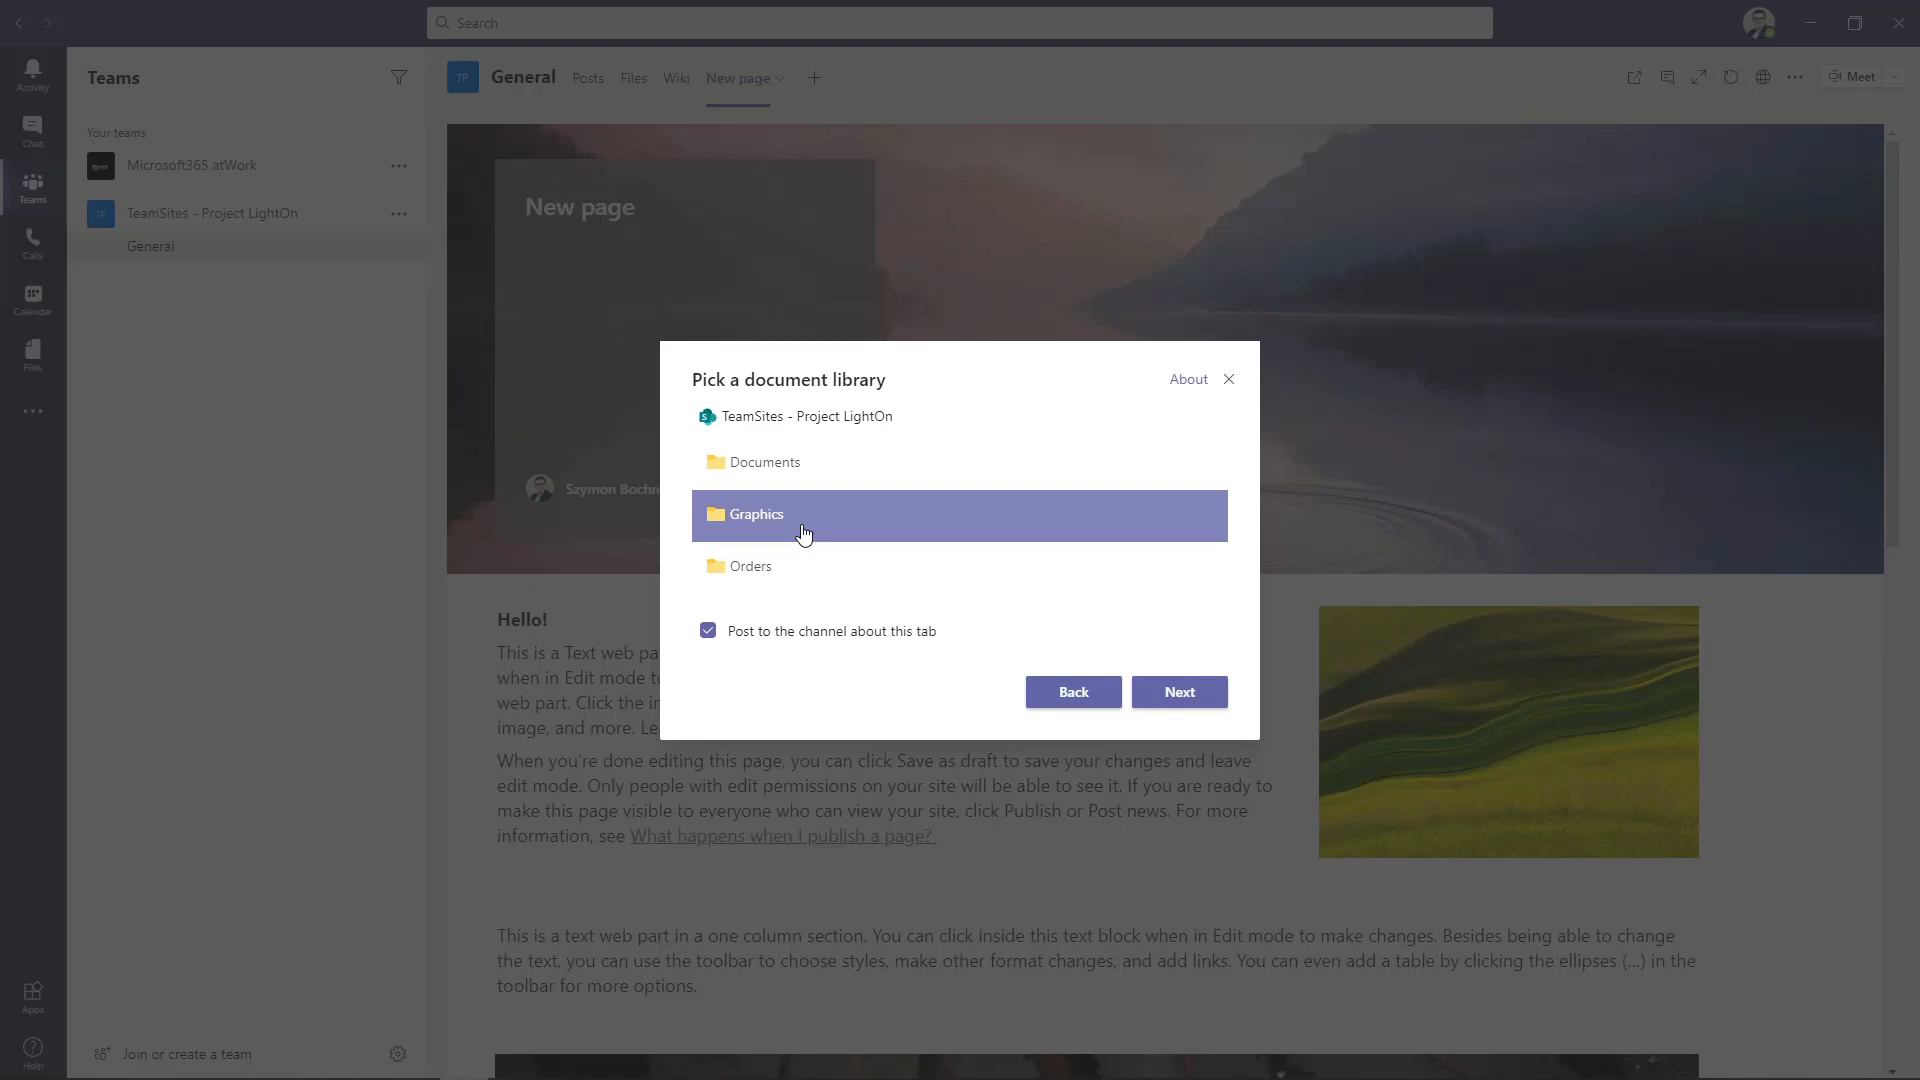 Search
Activity
Chat
Teams
Calls
Calendar
Files
Apps
Help
Teams
Your teams
Microsoft365 atWork
TP
TeamSites - Project LightOn
General
Join or create a team
TP
General
Posts
Files
Wiki
New page
Meet
New page
Szymon Bochn
Pick a document library
About
S
TeamSites - Project LightOn
Documents
Graphics
Orders
Post to the channel about this tab
Back
Next
Hello!
This is a Text web pa
when in Edit mode to
web part. Click the ir
image, and more. Le
When you're done editing this page, you can click Save as draft to save your changes and leave
edit mode. Only people with edit permissions on your site will be able to see it. If you are ready to
make this page visible to everyone who can view your site, click Publish or Post news. For more
information, see What happens when I publish a page?
This is a text web part in a one column section. You can click inside this text block when in Edit mode to make changes. Besides being able to change
the text, you can use the toolbar to choose styles, make other format changes, and add links. You can even add a table by clicking the ellipses (...) in the
toolbar for more options.